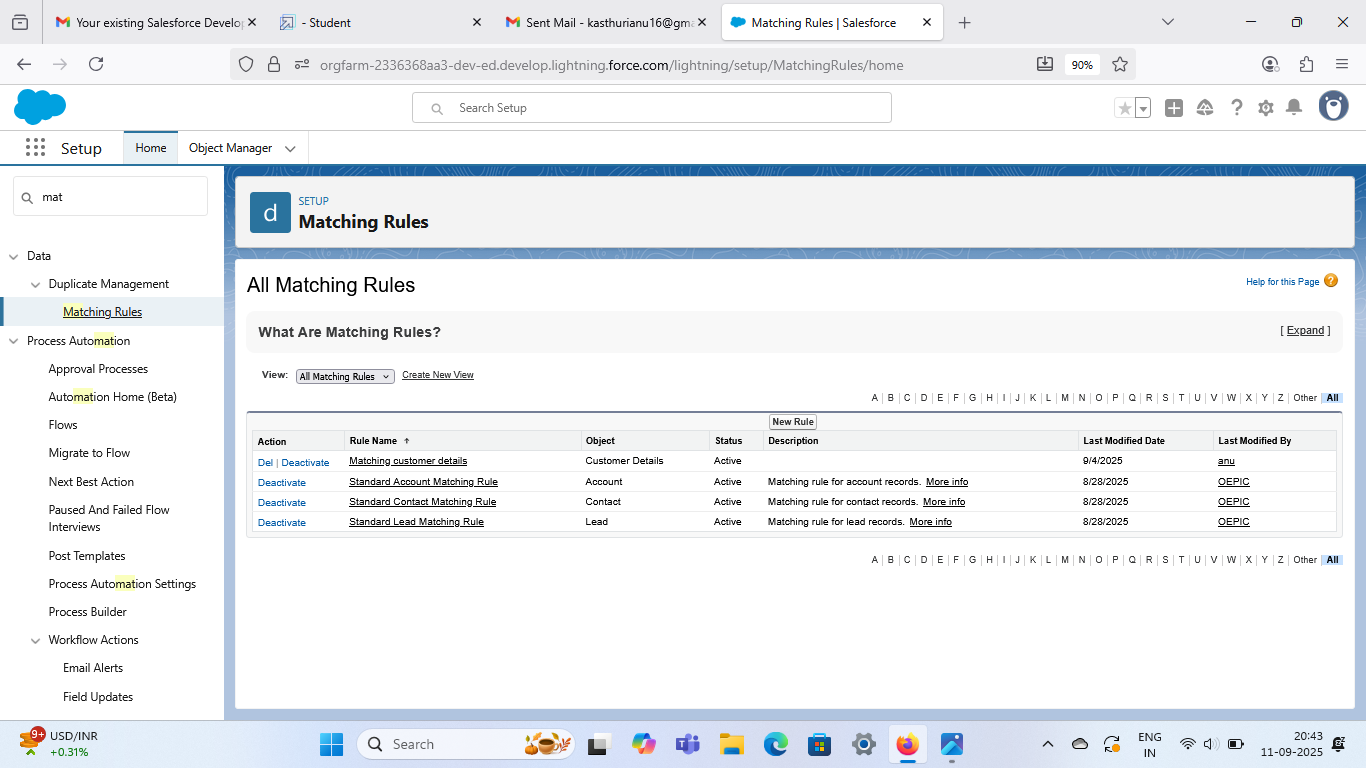 Your existing Salesforce Develo
- Student
Sent Mail - kasthurianu16@gma
Matching Rules | Salesforce
orgfarm-2336368aa3-dev-ed.develop.lightning.force.com/lightning/setup/MatchingRules/home
90%
Search Setup
Setup
Home
Object Manager
mat
Data
Duplicate Management
Matching Rules
Process Automation
Approval Processes
Automation Home (Beta)
Flows
Migrate to Flow
Next Best Action
Paused And Failed Flow
Interviews
Post Templates
Process Automation Settings
Process Builder
Workflow Actions
Email Alerts
Field Updates
d
SETUP
Matching Rules
All Matching Rules
Help for this Page ?
What Are Matching Rules?
[ Expand ]
View: All Matching Rules Create New View
A | B | C | D | E | F | G | H | I | J | K | L | M | N | O | P | Q | R | S | T | U | V | W | X | Y | Z | Other | All
New Rule
Action Rule Name ↑ Object Status Description Last Modified Date Last Modified By
Del | Deactivate Matching customer details Customer Details Active 9/4/2025 anu
Deactivate Standard Account Matching Rule Account Active Matching rule for account records. More info 8/28/2025 OEPIC
Deactivate Standard Contact Matching Rule Contact Active Matching rule for contact records. More info 8/28/2025 OEPIC
Deactivate Standard Lead Matching Rule Lead Active Matching rule for lead records. More info 8/28/2025 OEPIC
A | B | C | D | E | F | G | H | I | J | K | L | M | N | O | P | Q | R | S | T | U | V | W | X | Y | Z | Other | All
9+
USD/INR
+0.31%
Search
ENG
IN
20:43
11-09-2025